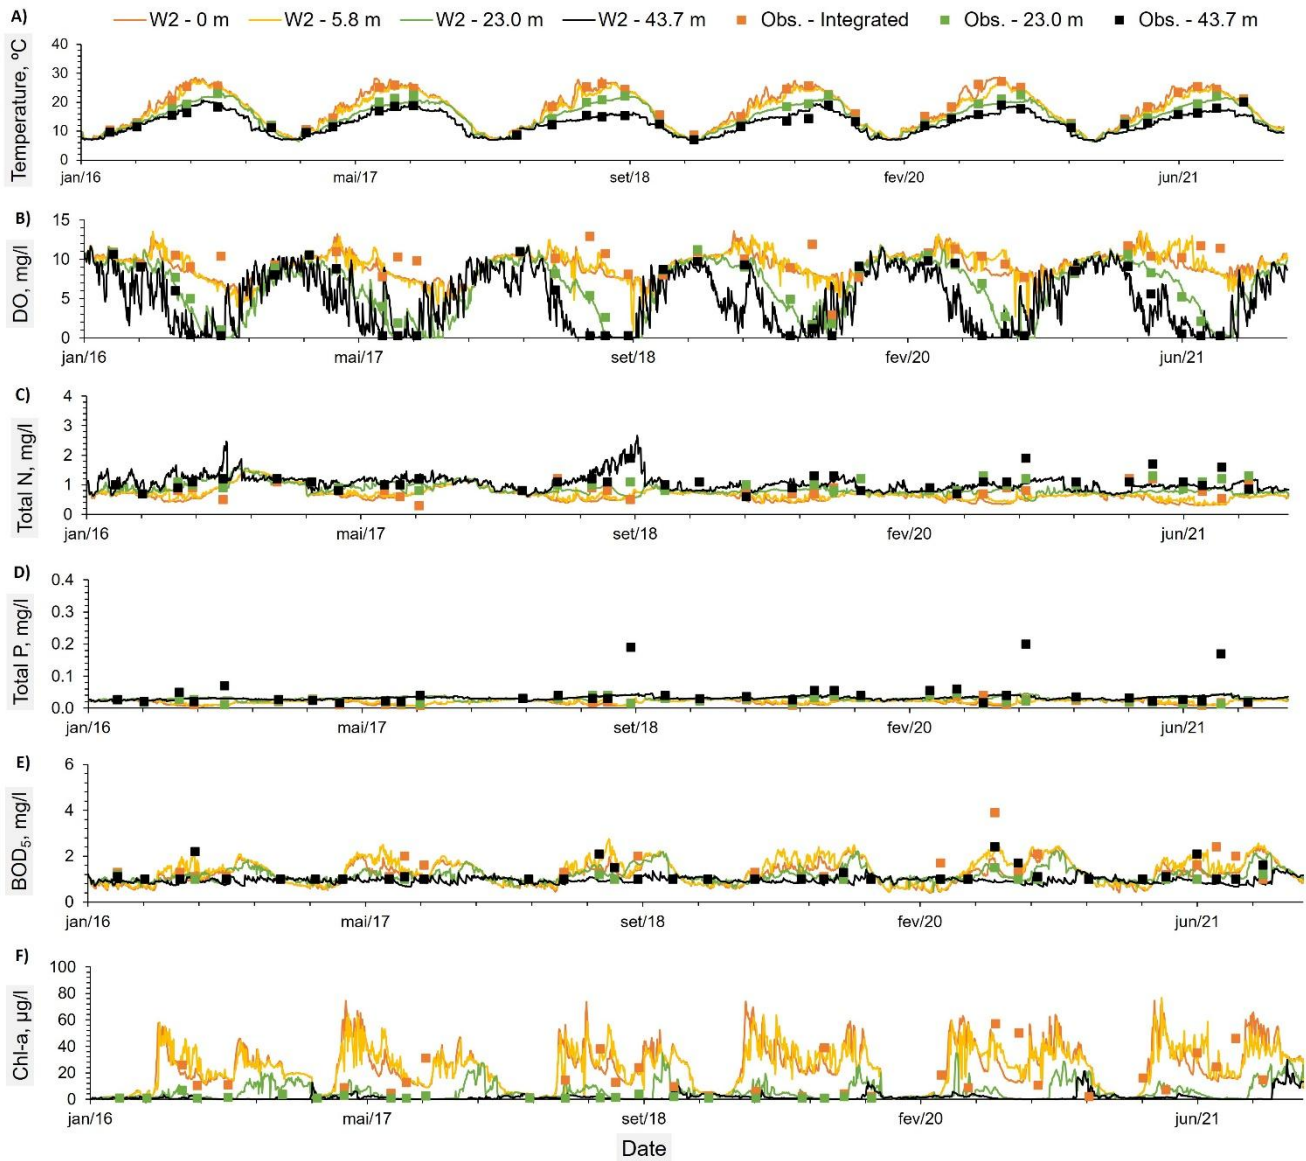 W2 - 0 m W2 - 5.8 m W2 - 23.0 m W2 - 43.7 m Obs. - Integrated Obs. - 23.0 m Obs. - 43.7 m
A)
Temperature, ºC
40
30
20
10
0
jan/16 mai/17 set/18 fev/20 jun/21
B)
DO, mg/l
15
10
5
0
jan/16 mai/17 set/18 fev/20 jun/21
C)
Total N, mg/l
4
3
2
1
0
jan/16 mai/17 set/18 fev/20 jun/21
D)
Total P, mg/l
0.4
0.3
0.2
0.1
0.0
jan/16 mai/17 set/18 fev/20 jun/21
E)
BOD₅, mg/l
6
4
2
0
jan/16 mai/17 set/18 fev/20 jun/21
F)
Chl-a, µg/l
100
80
60
40
20
0
jan/16 mai/17 set/18 fev/20 jun/21
Date